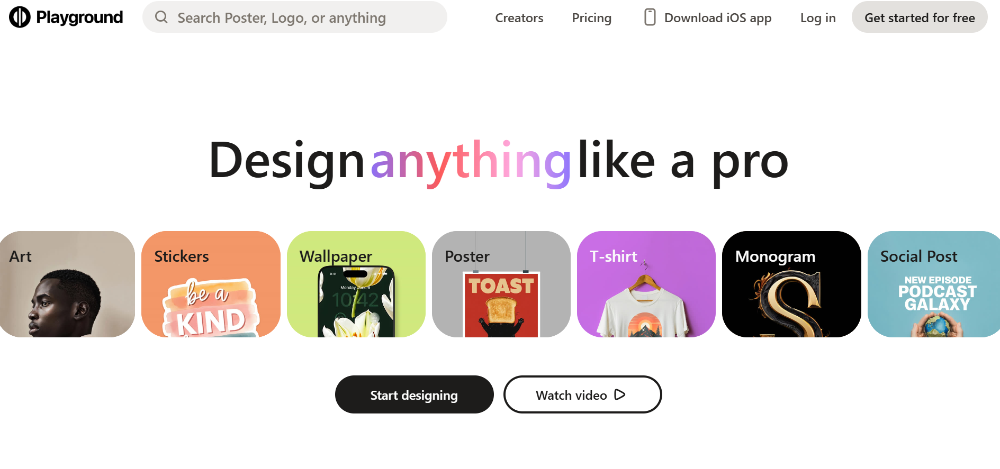 Playground
Search Poster, Logo, or anything
Creators
Pricing
Download iOS app
Log in
Get started for free
Design anything like a pro
Art
Stickers
be a
KIND
Wallpaper
9:41
Monday, June 6
10:42
Poster
TOAST
T-shirt
Monogram
S
Social Post
NEW EPISODE
PODCAST
GALAXY
Start designing
Watch video